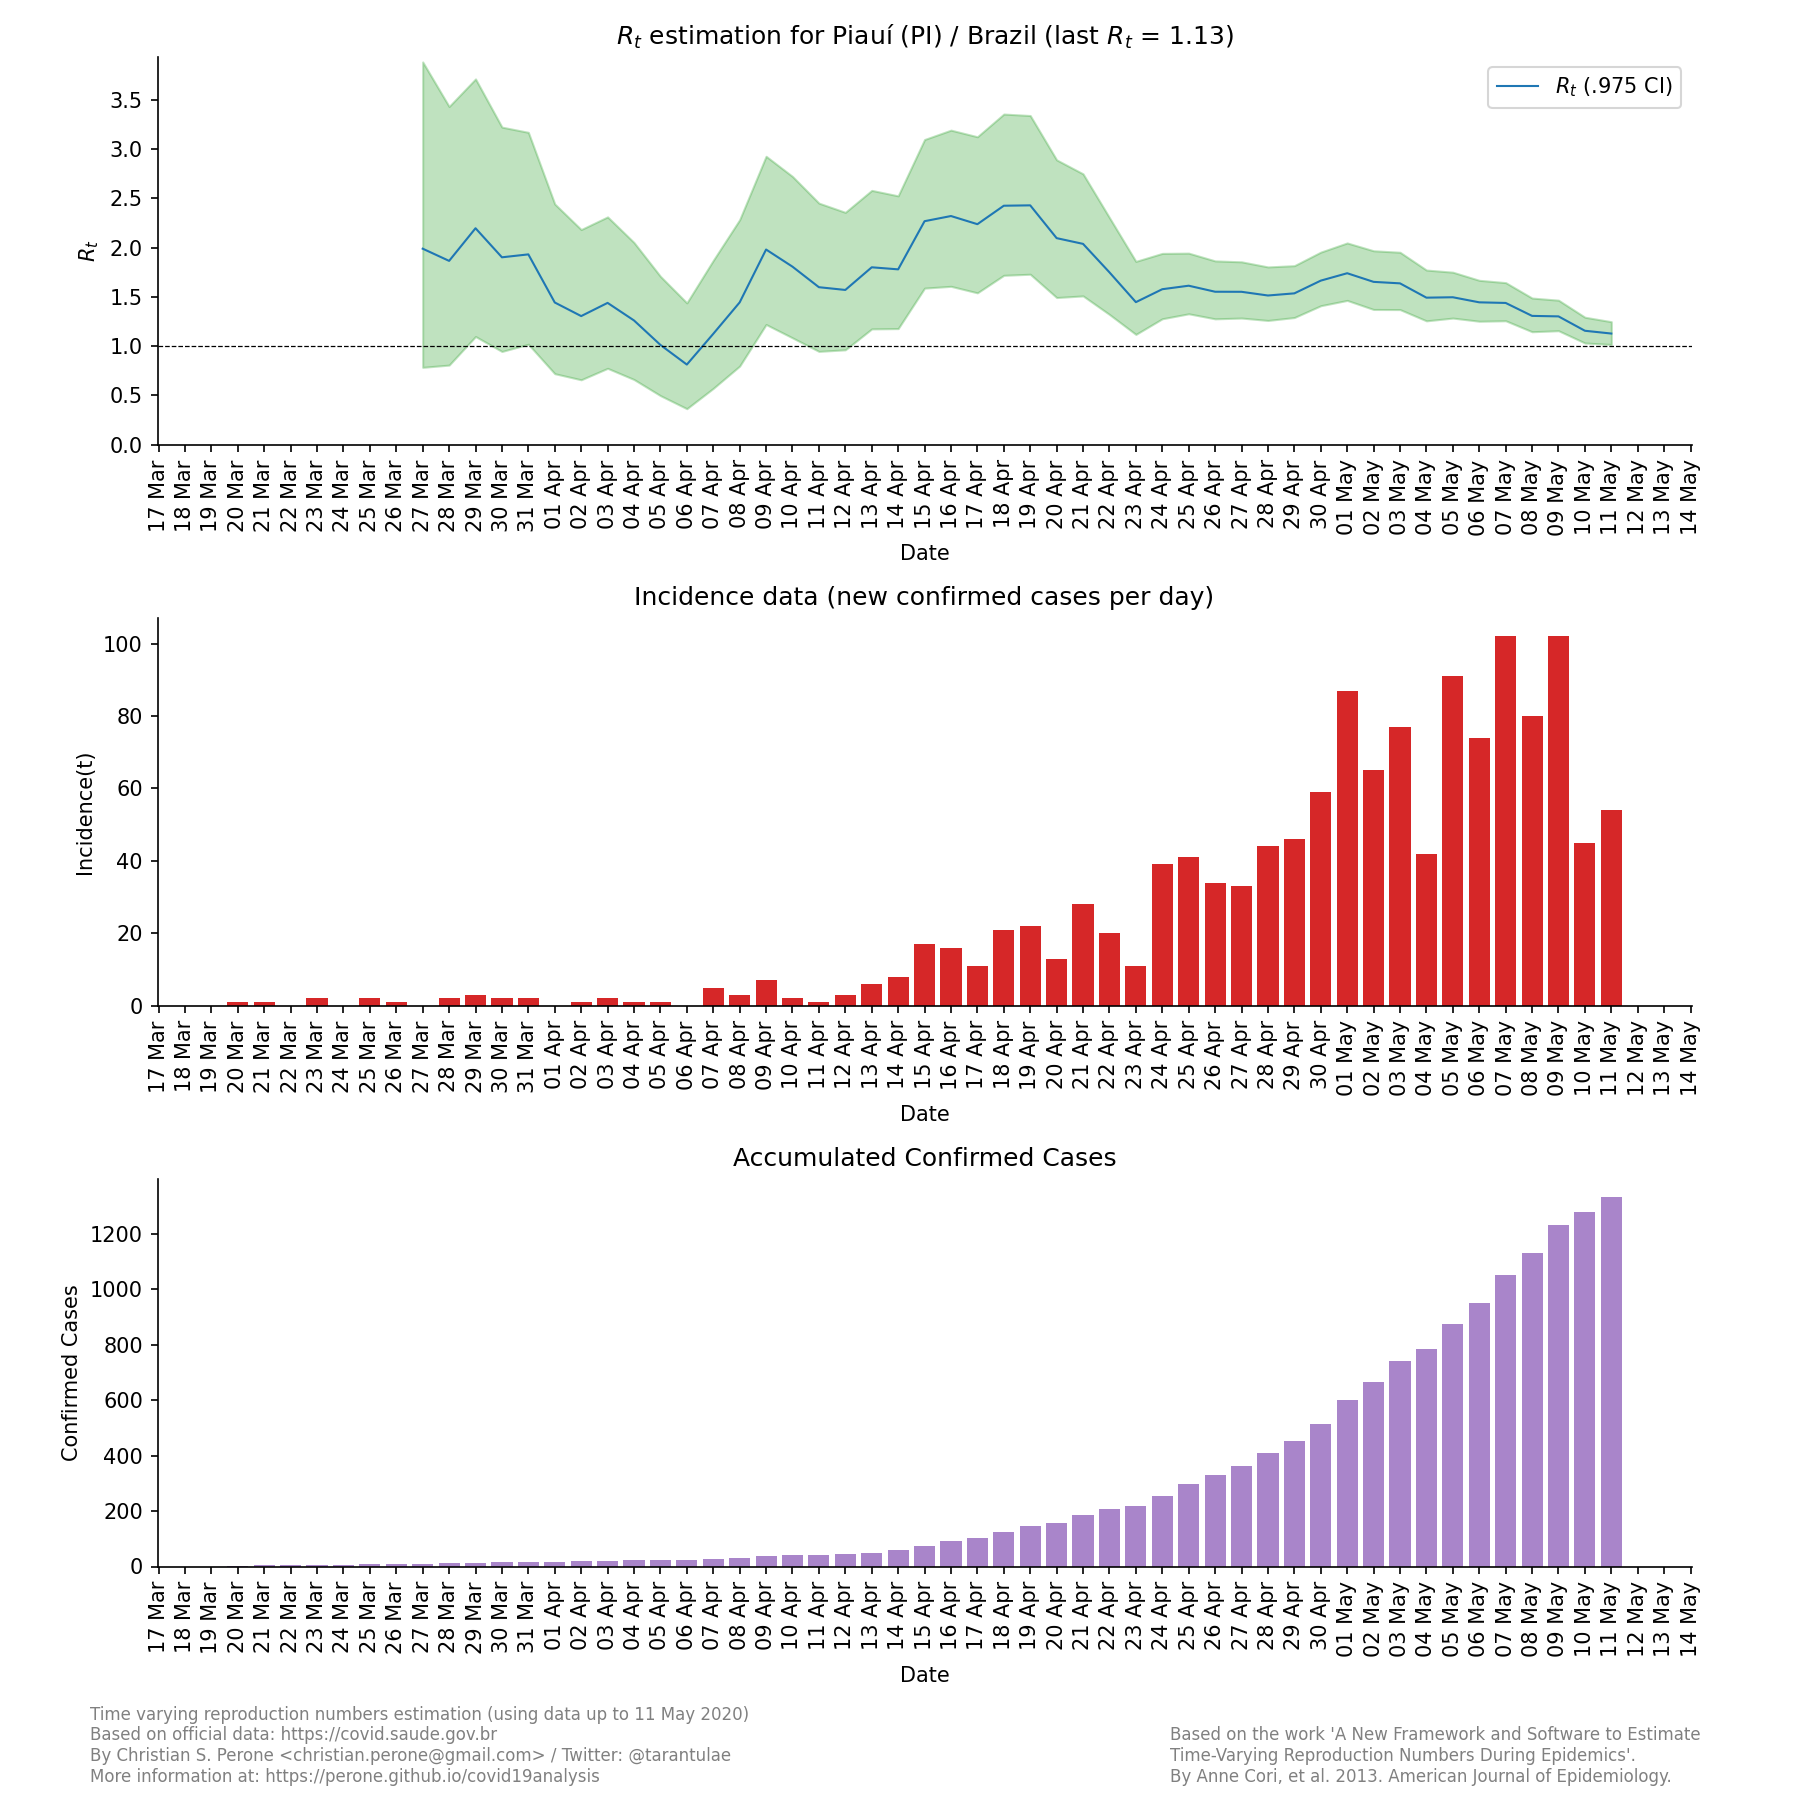 Rt estimation for Piauí (PI) / Brazil (last Rt = 1.13)
Rt (.975 CI)
Rt
3.5
3.0
2.5
2.0
1.5
1.0
0.5
0.0
17 Mar 18 Mar 19 Mar 20 Mar 21 Mar 22 Mar 23 Mar 24 Mar 25 Mar 26 Mar 27 Mar 28 Mar 29 Mar 30 Mar 31 Mar 01 Apr 02 Apr 03 Apr 04 Apr 05 Apr 06 Apr 07 Apr 08 Apr 09 Apr 10 Apr 11 Apr 12 Apr 13 Apr 14 Apr 15 Apr 16 Apr 17 Apr 18 Apr 19 Apr 20 Apr 21 Apr 22 Apr 23 Apr 24 Apr 25 Apr 26 Apr 27 Apr 28 Apr 29 Apr 30 Apr 01 May 02 May 03 May 04 May 05 May 06 May 07 May 08 May 09 May 10 May 11 May 12 May 13 May 14 May
Date
Incidence data (new confirmed cases per day)
Incidence(t)
100
80
60
40
20
0
17 Mar 18 Mar 19 Mar 20 Mar 21 Mar 22 Mar 23 Mar 24 Mar 25 Mar 26 Mar 27 Mar 28 Mar 29 Mar 30 Mar 31 Mar 01 Apr 02 Apr 03 Apr 04 Apr 05 Apr 06 Apr 07 Apr 08 Apr 09 Apr 10 Apr 11 Apr 12 Apr 13 Apr 14 Apr 15 Apr 16 Apr 17 Apr 18 Apr 19 Apr 20 Apr 21 Apr 22 Apr 23 Apr 24 Apr 25 Apr 26 Apr 27 Apr 28 Apr 29 Apr 30 Apr 01 May 02 May 03 May 04 May 05 May 06 May 07 May 08 May 09 May 10 May 11 May 12 May 13 May 14 May
Date
Accumulated Confirmed Cases
Confirmed Cases
1200
1000
800
600
400
200
0
17 Mar 18 Mar 19 Mar 20 Mar 21 Mar 22 Mar 23 Mar 24 Mar 25 Mar 26 Mar 27 Mar 28 Mar 29 Mar 30 Mar 31 Mar 01 Apr 02 Apr 03 Apr 04 Apr 05 Apr 06 Apr 07 Apr 08 Apr 09 Apr 10 Apr 11 Apr 12 Apr 13 Apr 14 Apr 15 Apr 16 Apr 17 Apr 18 Apr 19 Apr 20 Apr 21 Apr 22 Apr 23 Apr 24 Apr 25 Apr 26 Apr 27 Apr 28 Apr 29 Apr 30 Apr 01 May 02 May 03 May 04 May 05 May 06 May 07 May 08 May 09 May 10 May 11 May 12 May 13 May 14 May
Date
Time varying reproduction numbers estimation (using data up to 11 May 2020)
Based on official data: https://covid.saude.gov.br
By Christian S. Perone <christian.perone@gmail.com> / Twitter: @tarantulae
More information at: https://perone.github.io/covid19analysis
Based on the work 'A New Framework and Software to Estimate
Time-Varying Reproduction Numbers During Epidemics'.
By Anne Cori, et al. 2013. American Journal of Epidemiology.